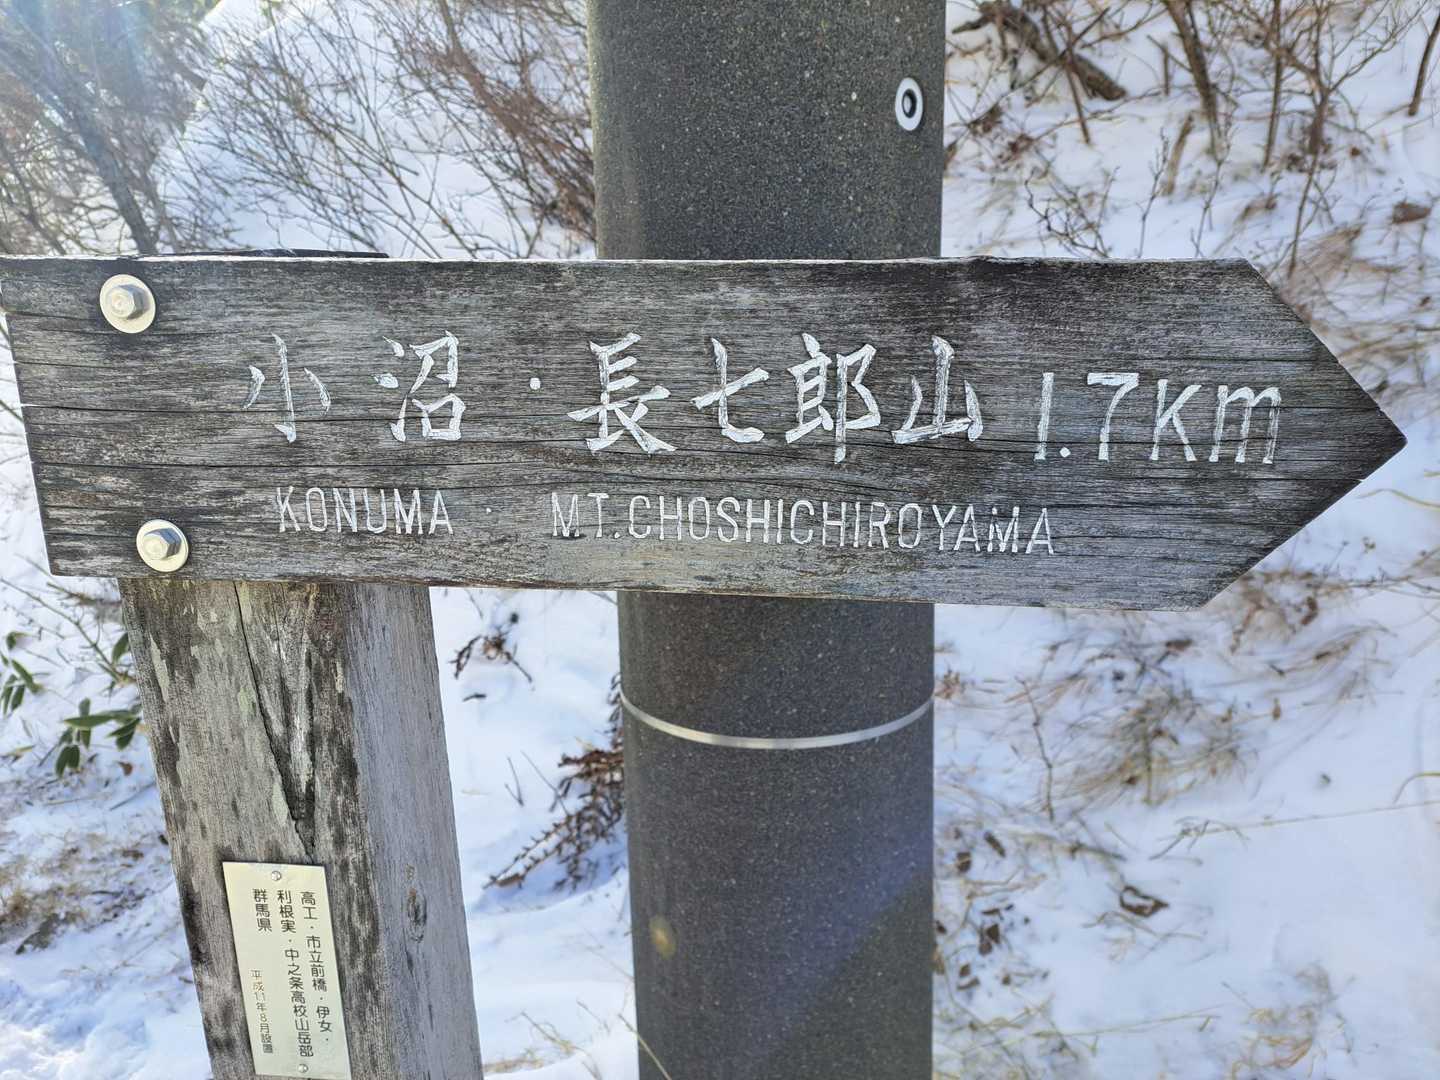 小沼・長七郎山 1.7Km
KONUMA・MT.CHOSHICHIROYAMA
高工・市立前橋・伊女・
利根実・中之条高校山岳部
群馬県 平成11年8月設置